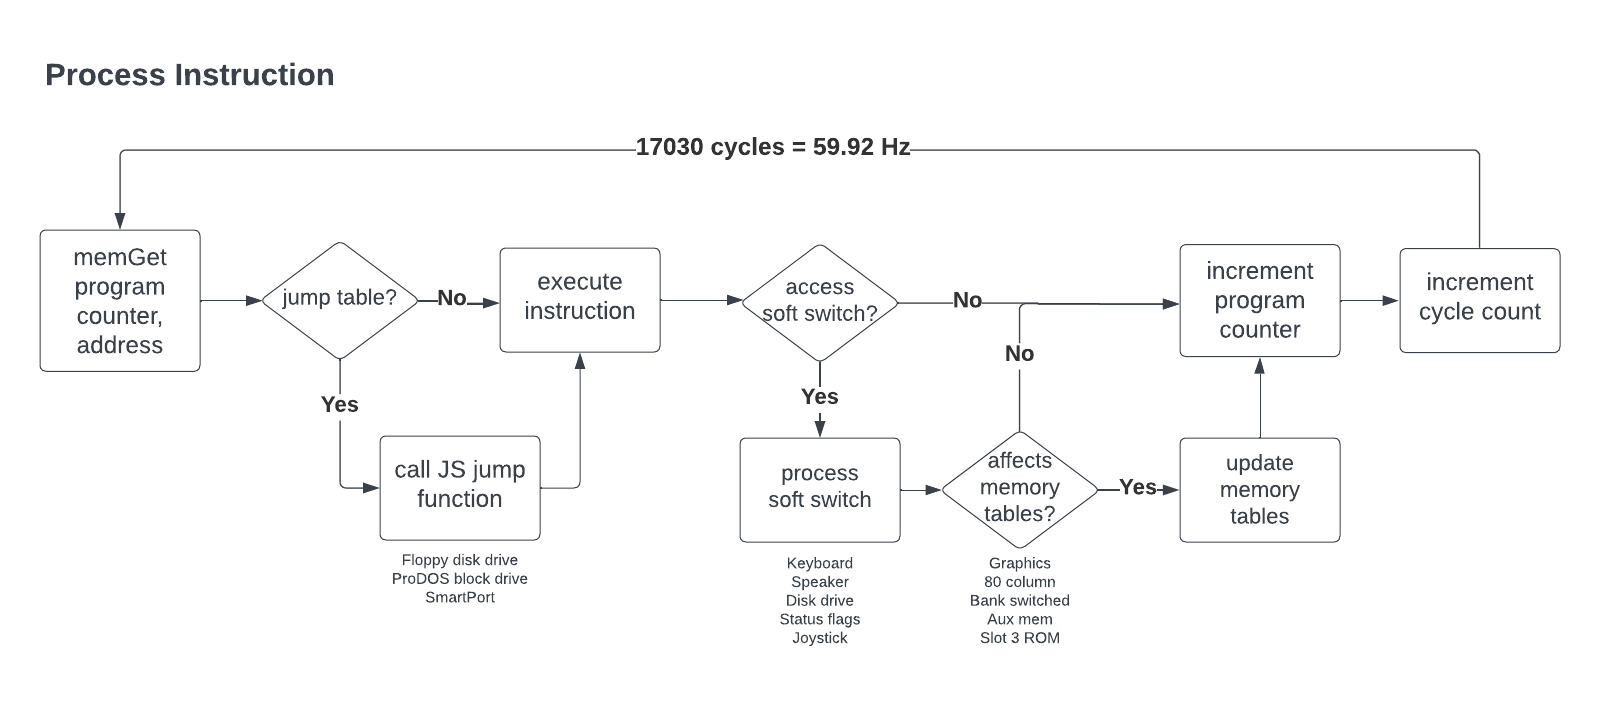 Process Instruction
17030 cycles = 59.92 Hz
memGet
program
counter,
address
jump table?
No
execute
instruction
access
soft switch?
No
increment
program
counter
increment
cycle count
Yes
call JS jump
function
Floppy disk drive
ProDOS block drive
SmartPort
Yes
process
soft switch
Keyboard
Speaker
Disk drive
Status flags
Joystick
No
affects
memory
tables?
Graphics
80 column
Bank switched
Aux mem
Slot 3 ROM
Yes
update
memory
tables